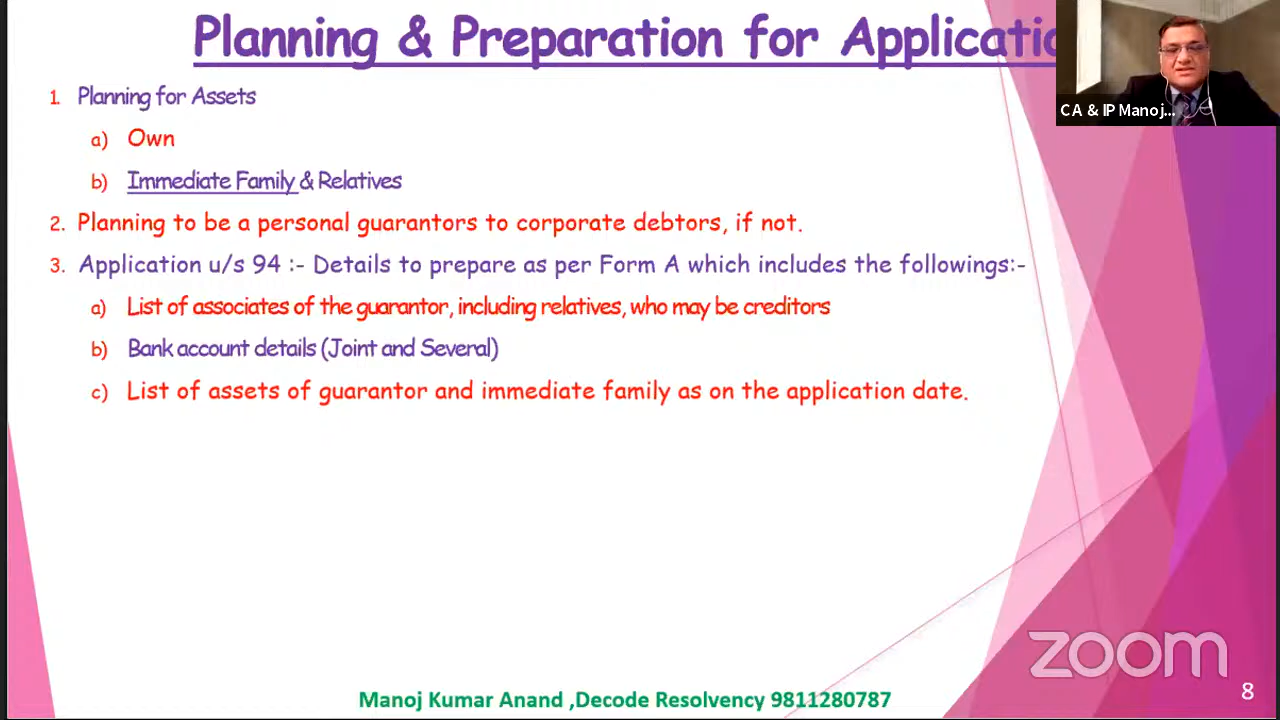 Planning & Preparation for Applicatio
CA & IP Manoj...
1. Planning for Assets
a) Own
b) Immediate Family & Relatives
2. Planning to be a personal guarantors to corporate debtors, if not.
3. Application u/s 94 :- Details to prepare as per Form A which includes the followings:-
a) List of associates of the guarantor, including relatives, who may be creditors
b) Bank account details (Joint and Several)
c) List of assets of guarantor and immediate family as on the application date.
zoom
Manoj Kumar Anand ,Decode Resolvency 9811280787
8